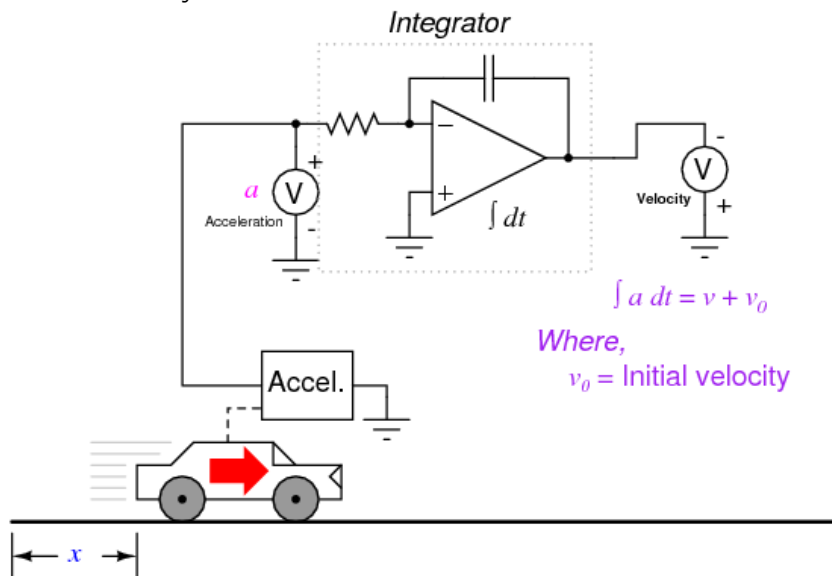 Integrator
a
+
V
Acceleration
-
-
+
∫ dt
-
V
Velocity
+
∫ a dt = v + v₀
Where,
v₀ = Initial velocity
Accel.
x